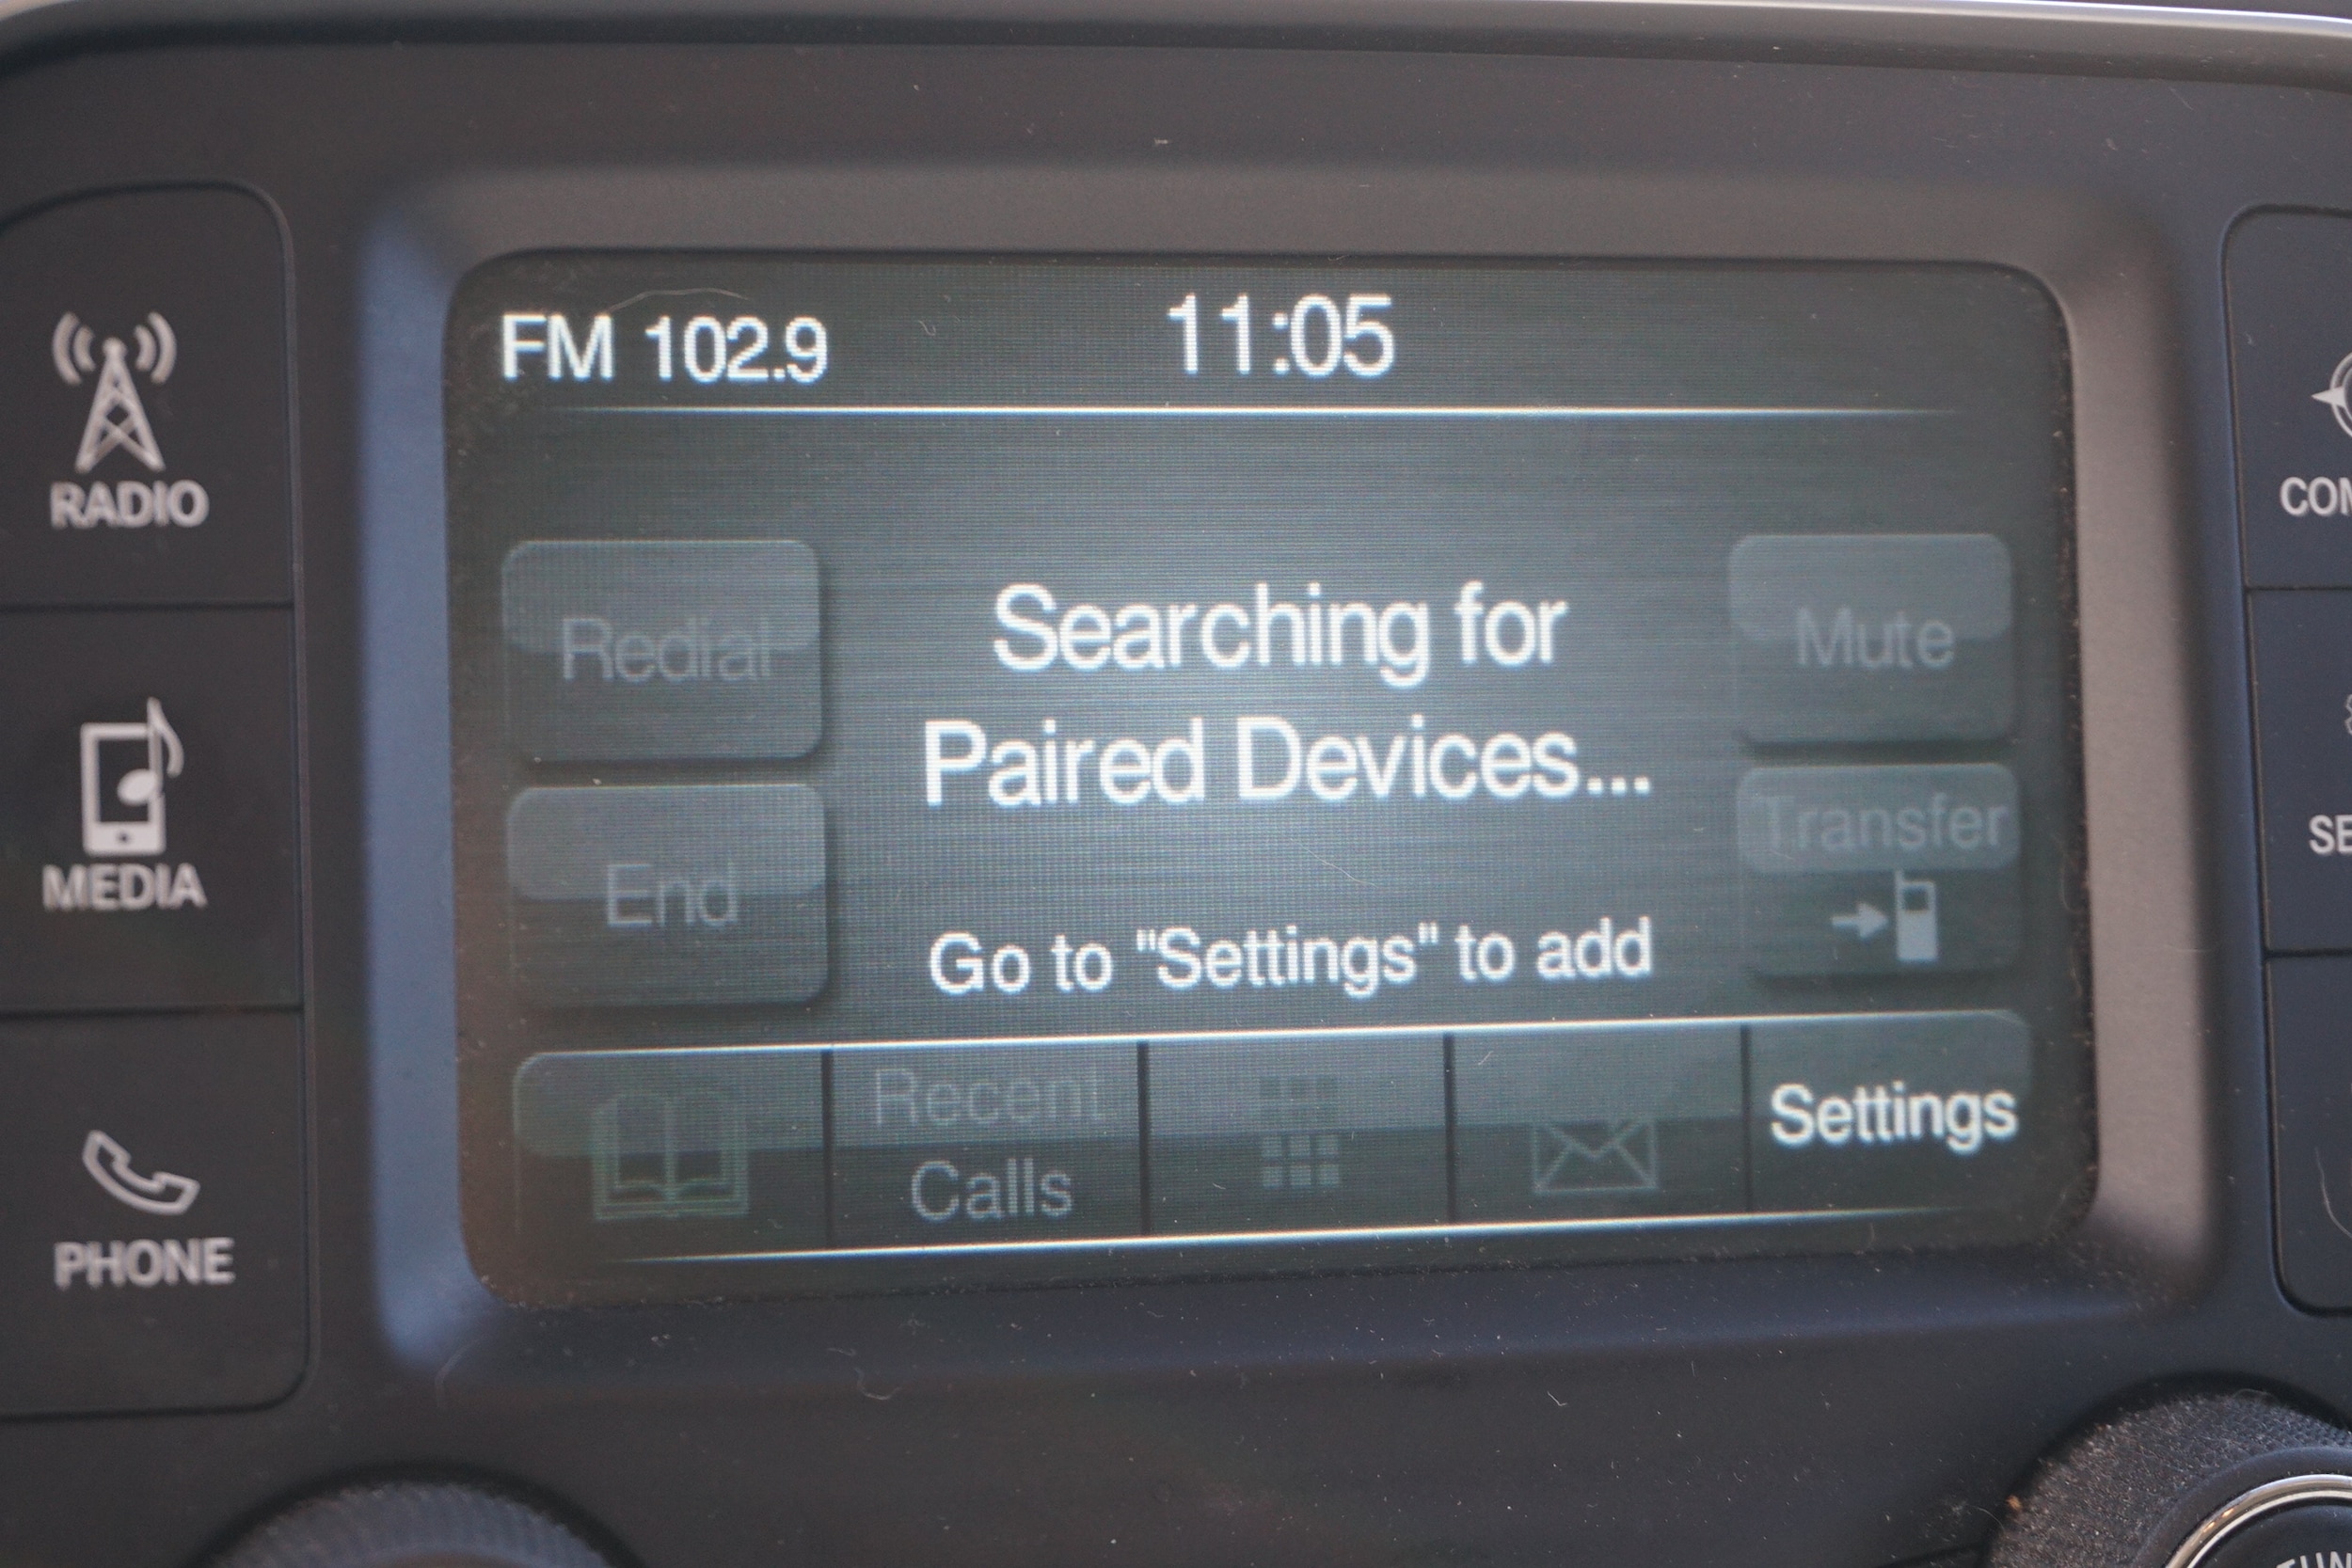 FM 102.9
11:05
RADIO
MEDIA
PHONE
Redial
End
Searching for
Paired Devices...
Go to "Settings" to add
Mute
Transfer
Recent
Calls
Settings